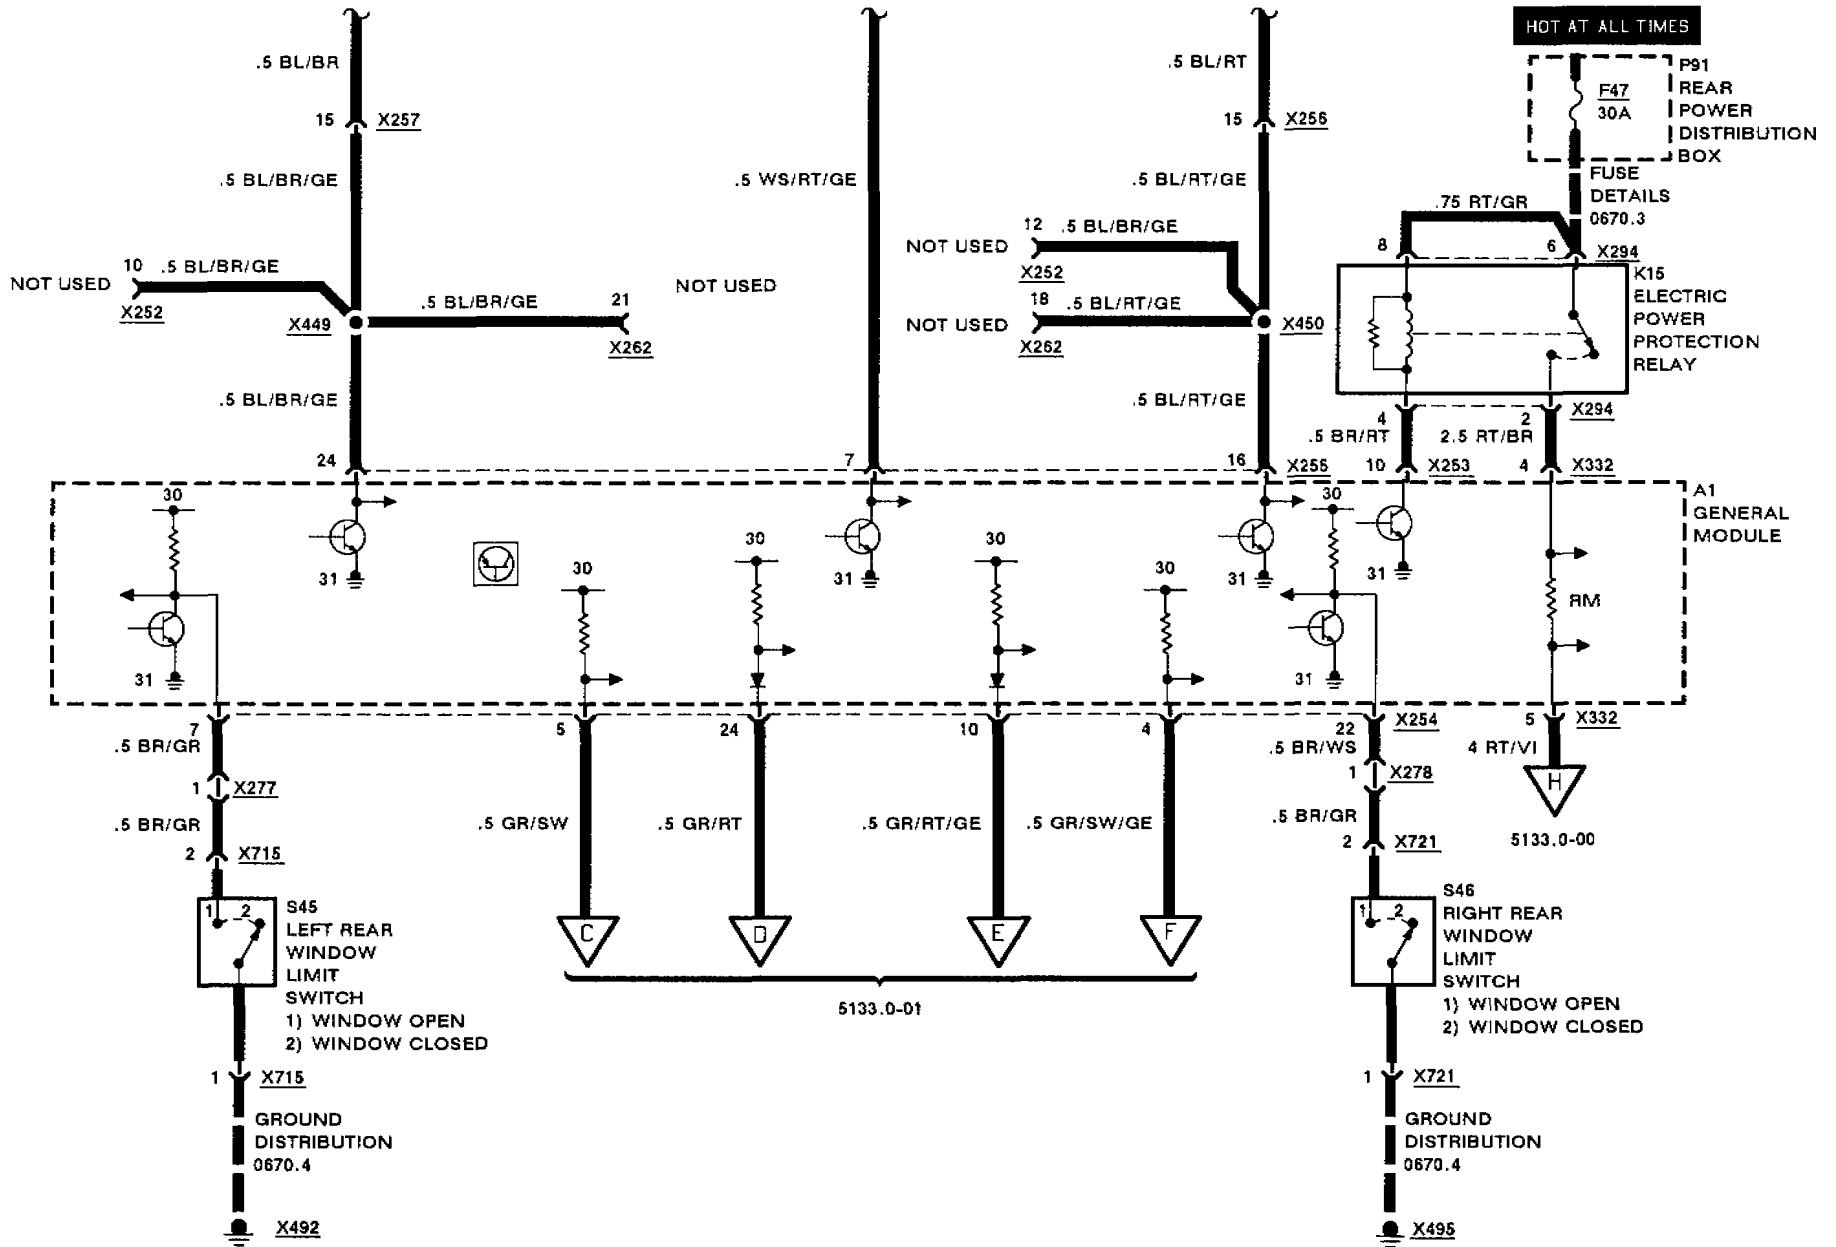 HOT AT ALL TIMES
P91
REAR
POWER
DISTRIBUTION
BOX
F47
30A
FUSE
DETAILS
0670.3
.5 BL/BR
15 X257
.5 BL/BR/GE
.5 WS/RT/GE
.5 BL/RT
15 X256
.5 BL/RT/GE
.75 RT/GR
8 6 X294
NOT USED 10 .5 BL/BR/GE
X252
X449
.5 BL/BR/GE 21
X262
NOT USED
NOT USED 12 .5 BL/BR/GE
X252
NOT USED 18 .5 BL/RT/GE
X262
X450
K15
ELECTRIC
POWER
PROTECTION
RELAY
.5 BL/BR/GE
.5 BL/RT/GE
4 2 X294
.5 BR/RT 2.5 RT/BR
24 7 16 X255 10 X253 4 X332
A1
GENERAL
MODULE
30
31
30
30
31
30
30
31
30
31
31
31
RM
7 5 24 10 4 22 X254 5 X332
.5 BR/GR
.5 BR/WS
4 RT/VI
1 X277
1 X278
H
5133.0-00
.5 BR/GR
.5 GR/SW
.5 GR/RT
.5 GR/RT/GE
.5 GR/SW/GE
.5 BR/GR
2 X715
2 X721
C D E F
5133.0-01
1 2
S45
LEFT REAR
WINDOW
LIMIT
SWITCH
1) WINDOW OPEN
2) WINDOW CLOSED
1 2
S46
RIGHT REAR
WINDOW
LIMIT
SWITCH
1) WINDOW OPEN
2) WINDOW CLOSED
1 X715
GROUND
DISTRIBUTION
0670.4
X492
1 X721
GROUND
DISTRIBUTION
0670.4
X495